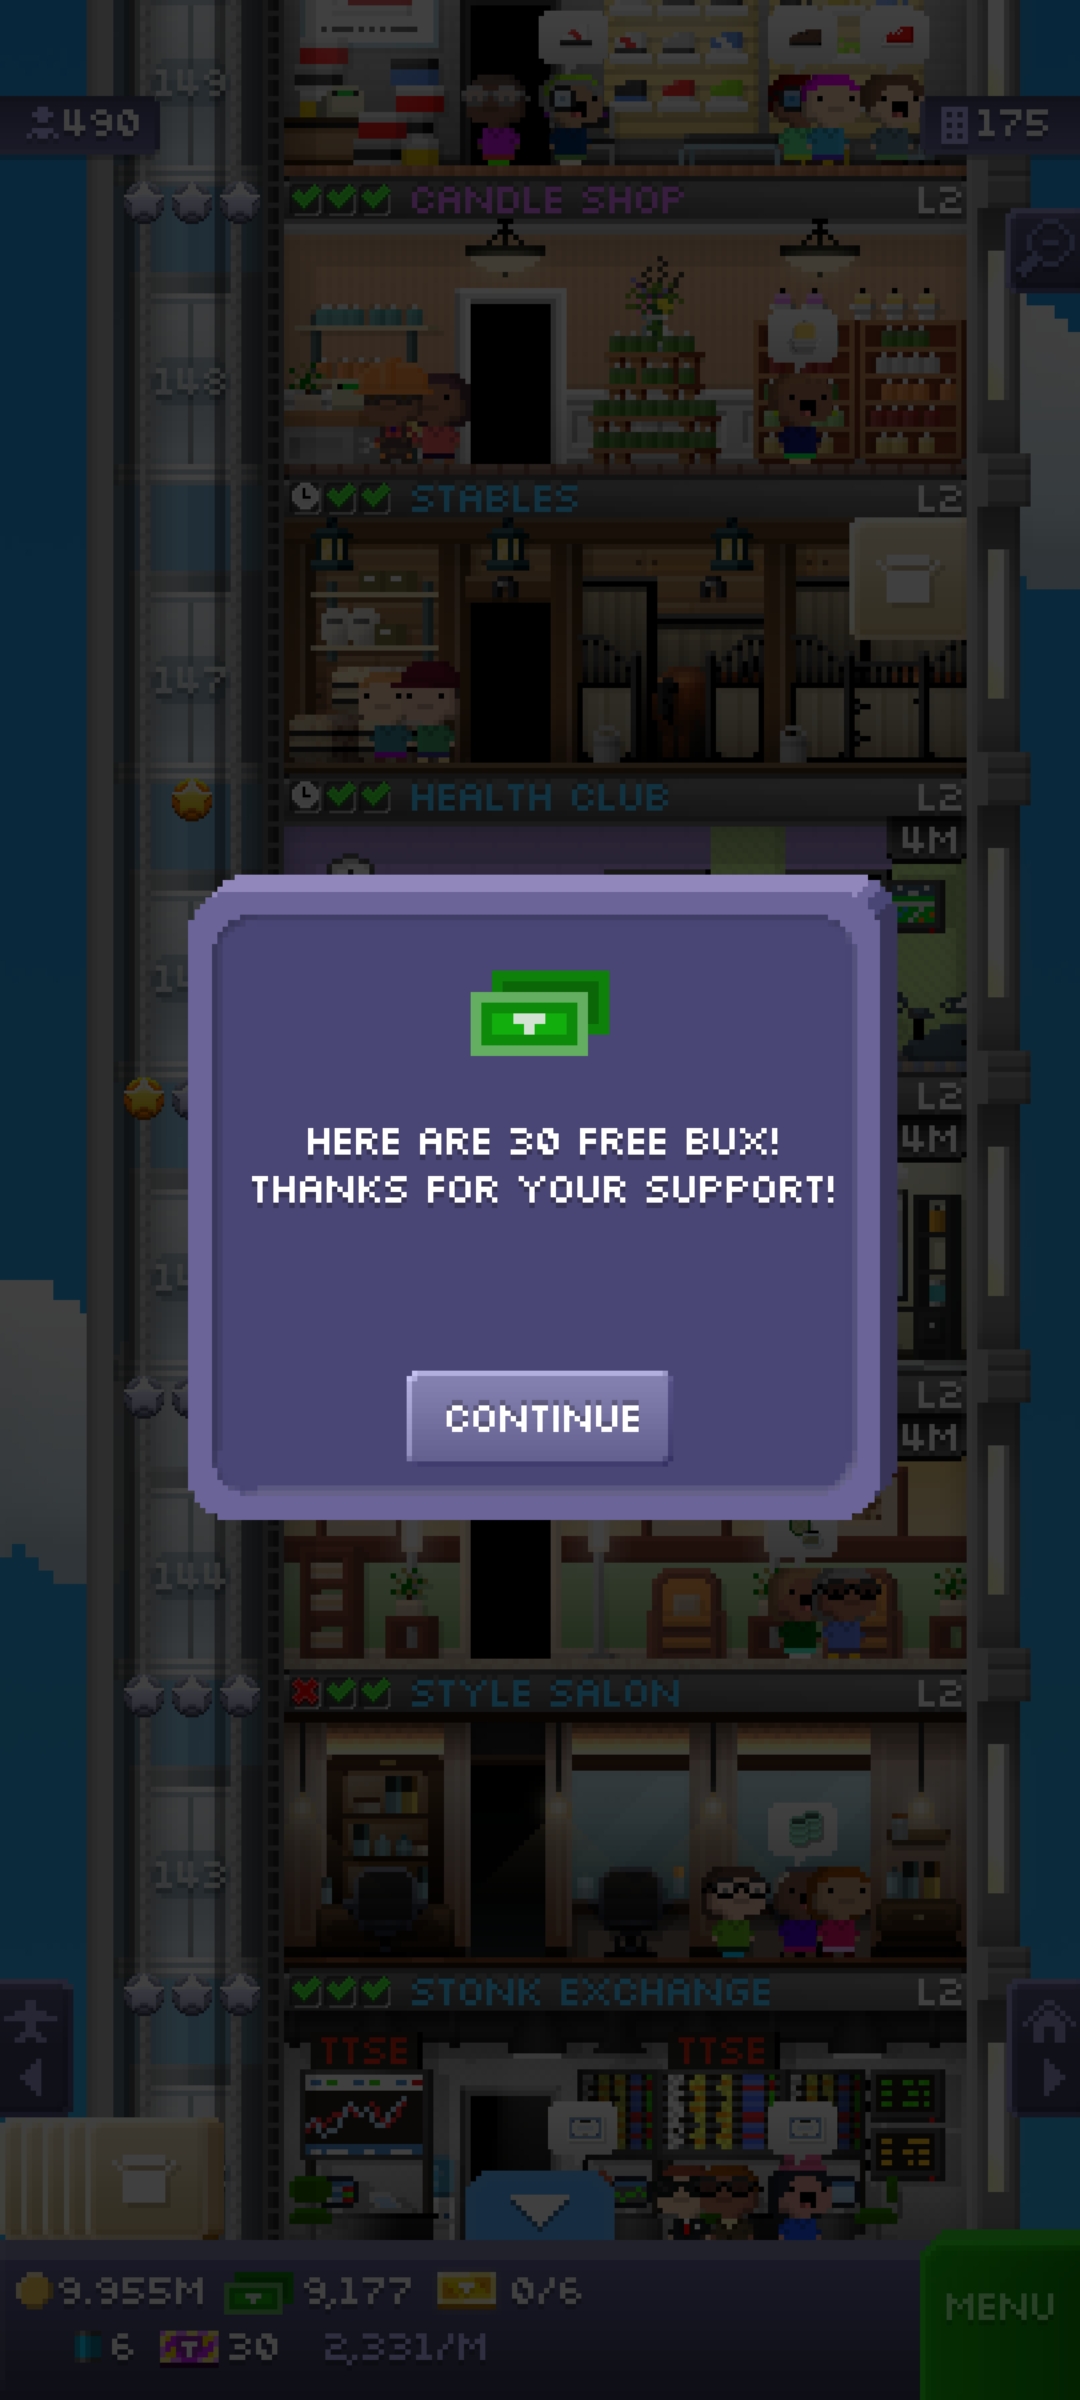 149
490
175
CANDLE SHOP L2
148
STABLES L2
147
HEALTH CLUB L2
4M
L2
4M
HERE ARE 30 FREE BUX!
THANKS FOR YOUR SUPPORT!
L2
CONTINUE
4M
144
STYLE SALON L2
143
STONK EXCHANGE L2
TTSE TTSE
9.955M 9,177 0/6
MENU
6 30 2,331/M